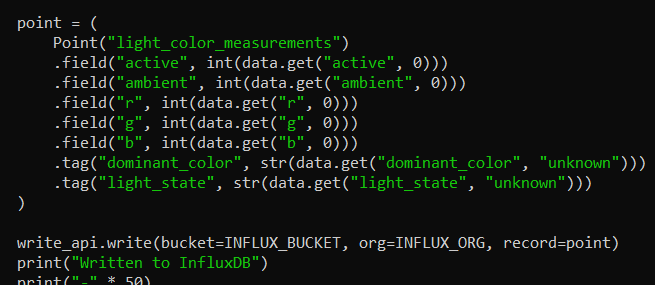 point = (
    Point("light_color_measurements")
    .field("active", int(data.get("active", 0)))
    .field("ambient", int(data.get("ambient", 0)))
    .field("r", int(data.get("r", 0)))
    .field("g", int(data.get("g", 0)))
    .field("b", int(data.get("b", 0)))
    .tag("dominant_color", str(data.get("dominant_color", "unknown")))
    .tag("light_state", str(data.get("light_state", "unknown")))
)
write_api.write(bucket=INFLUX_BUCKET, org=INFLUX_ORG, record=point)
print("Written to InfluxDB")
print("-" * 50)